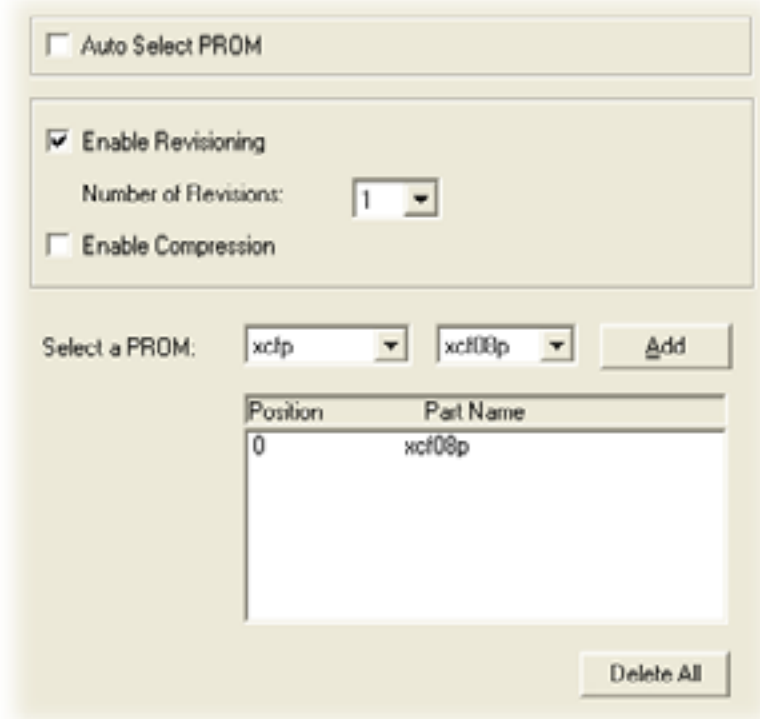 Auto Select PROM
Enable Revisioning
Number of Revisions: 1
Enable Compression
Select a PROM: xcfp xcf08p Add
Position Part Name
0 xcf08p
Delete All